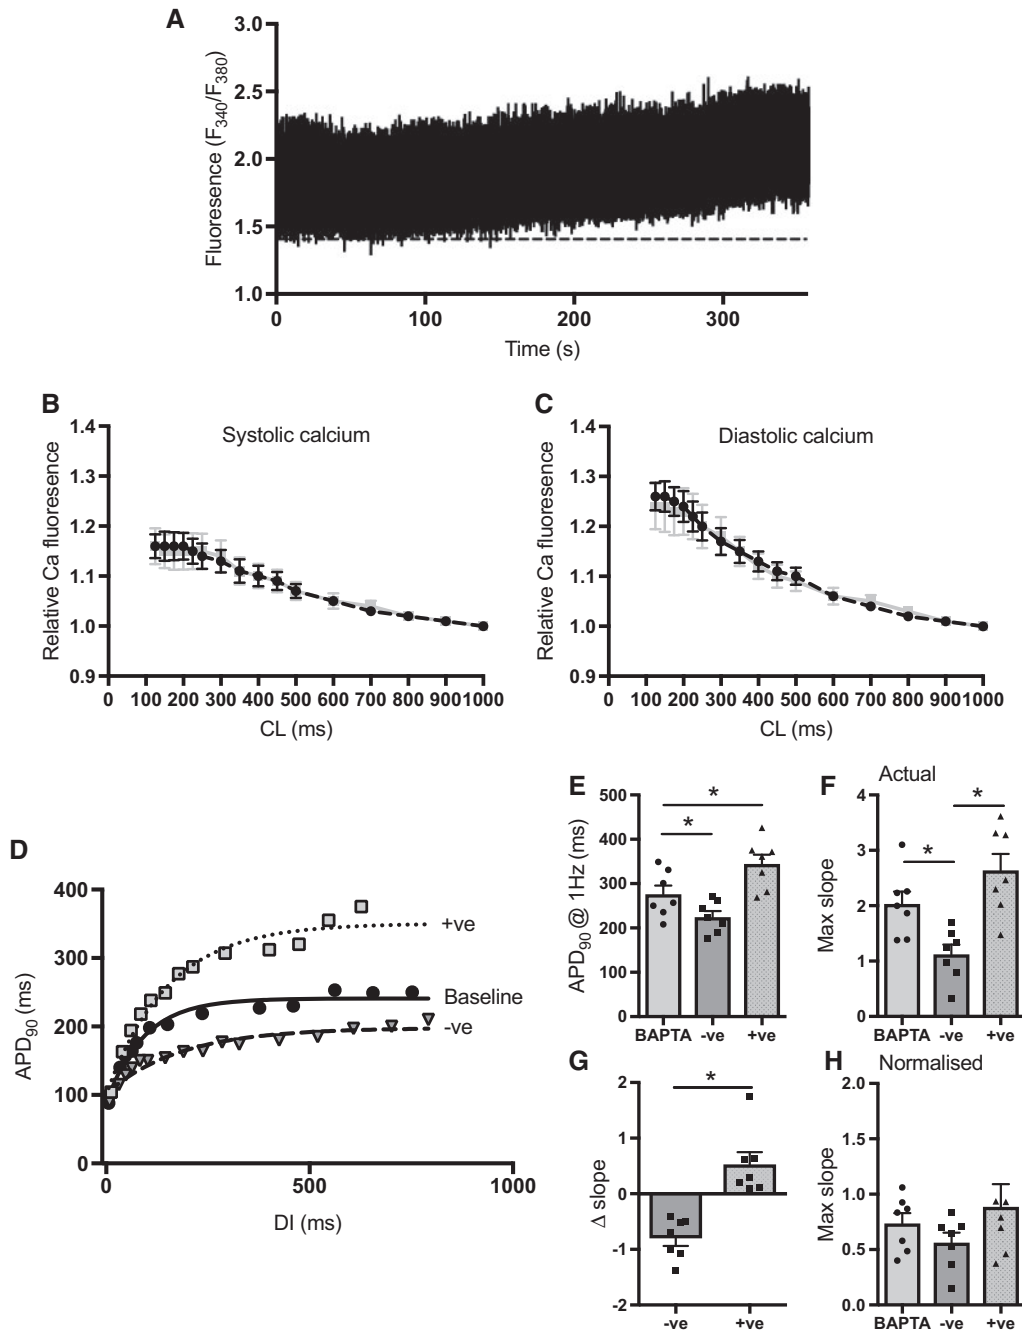 A
Fluoresence (F340/F380)
3.0
2.5
2.0
1.5
1.0
0
100
200
300
Time (s)
B
Systolic calcium
Relative Ca fluoresence
1.4
1.3
1.2
1.1
1.0
0.9
0 100 200 300 400 500 600 700 800 9001000
CL (ms)
C
Diastolic calcium
Relative Ca fluoresence
1.4
1.3
1.2
1.1
1.0
0.9
0 100 200 300 400 500 600 700 800 9001000
CL (ms)
D
APD90 (ms)
400
300
200
100
0
+ve
Baseline
-ve
0
500
1000
DI (ms)
E
APD90 @ 1Hz (ms)
500
400
300
200
100
0
*
*
BAPTA -ve +ve
F
Actual
Max slope
4
3
2
1
0
*
*
BAPTA -ve +ve
G
Δ slope
2
1
0
-1
-2
*
-ve +ve
H
Normalised
Max slope
2.0
1.5
1.0
0.5
0.0
BAPTA -ve +ve